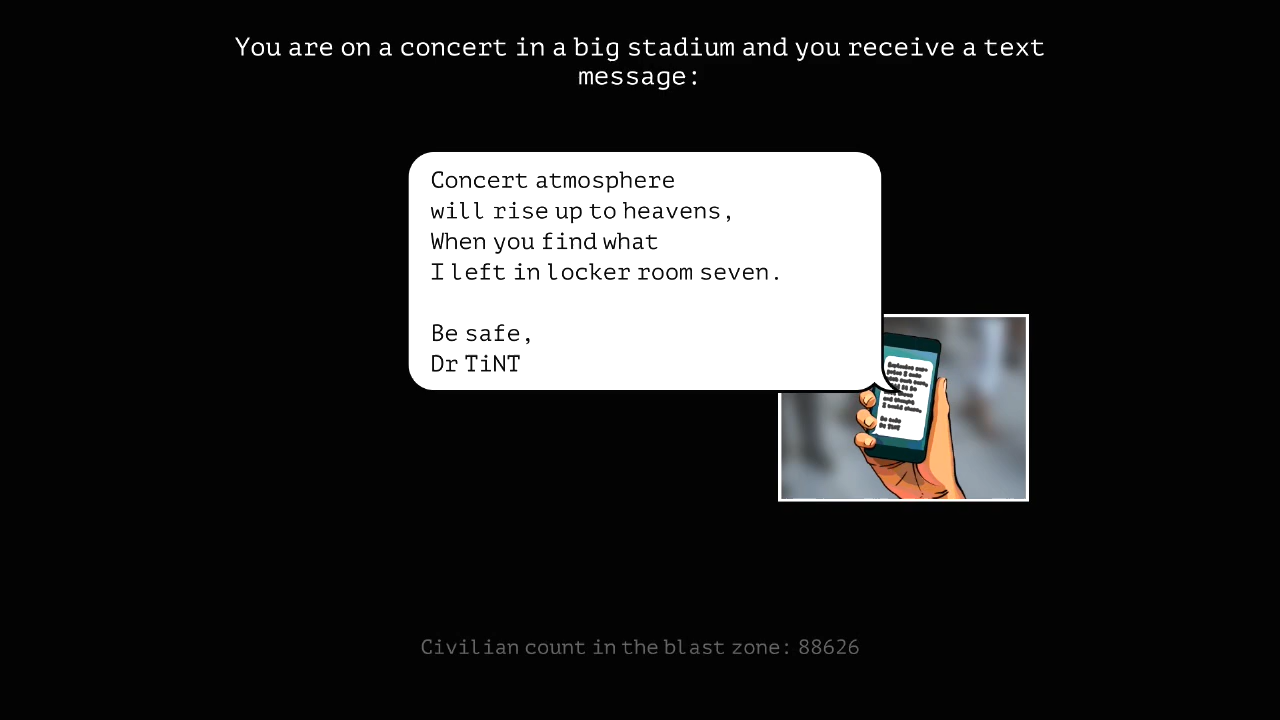 You are on a concert in a big stadium and you receive a text
message:
Concert atmosphere
will rise up to heavens,
When you find what
I left in locker room seven.
Be safe,
Dr TiNT
Civilian count in the blast zone: 88626